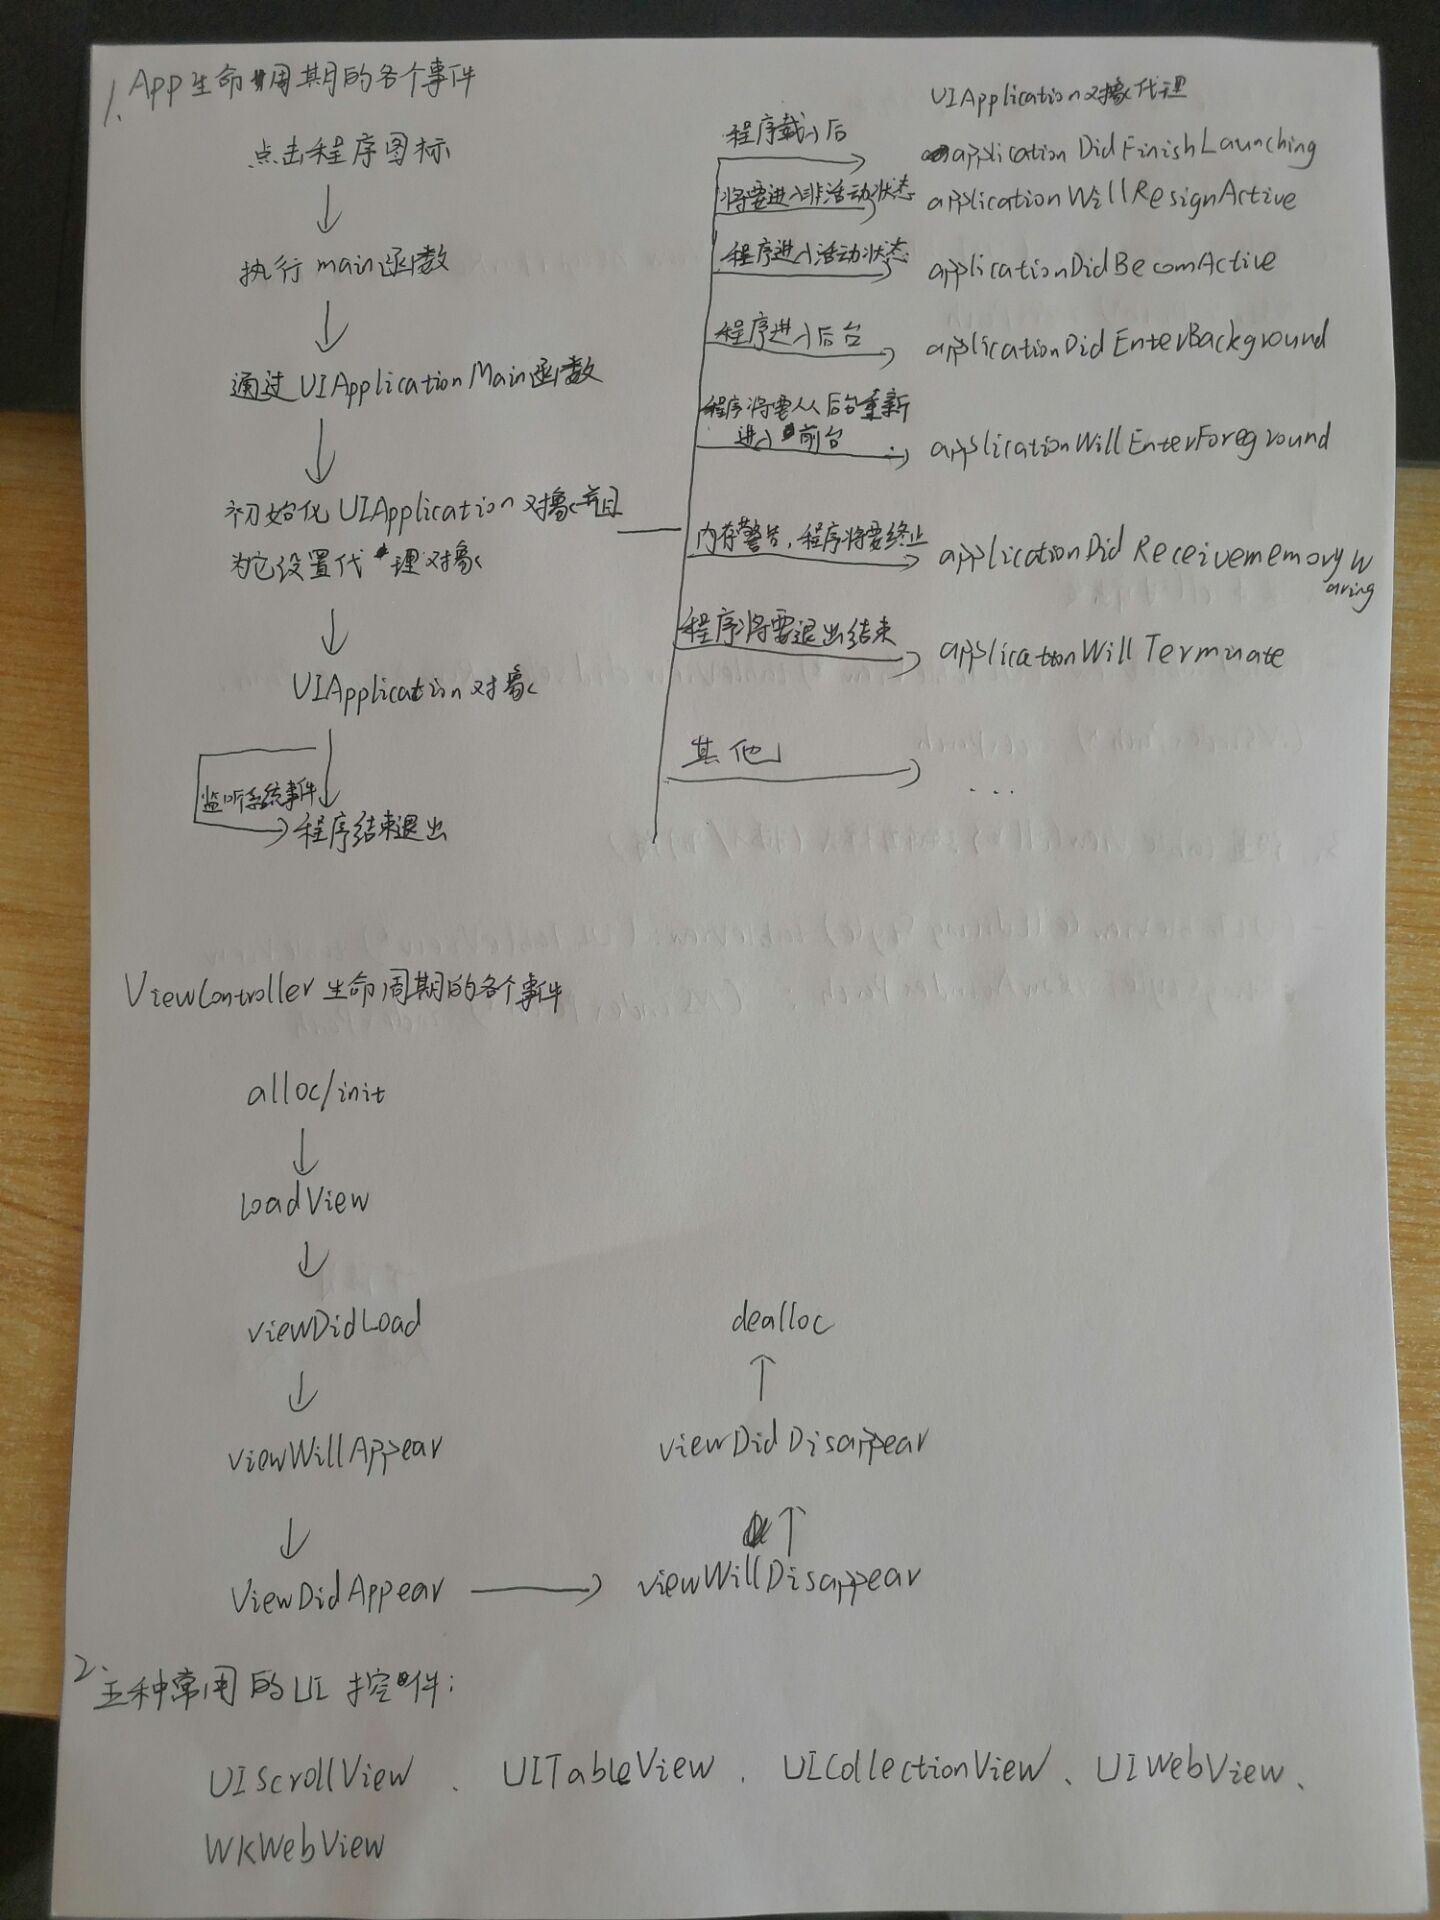 1. App生命周期的各个事件
点击程序图标
执行main函数
通过UIApplicationMain函数
初始化UIApplication对象并且
为它设置代理对象
UIApplication对象
监听系统事件
程序结束退出
UIApplication对象代理
程序载入后
applicationDidFinishLaunching
将要进入非活动状态
applicationWillResignActive
程序进入活动状态
applicationDidBecomActive
程序进入后台
applicationDidEnterBackground
程序将要从后台重新
进入前台
applicationWillEnterForeground
内存警告,程序将要终止
applicationDidReceivememoryW
aring
程序将要退出结束
applicationWillTerminate
其他
...
ViewController生命周期的各个事件
alloc/init
loadView
viewDidLoad
viewWillAppear
ViewDidAppear
viewWillDisappear
viewDidDisappear
dealloc
2. 五种常用的UI控件:
UIScrollView、UITableView、UICollectionView、UIWebView、
WKWebView